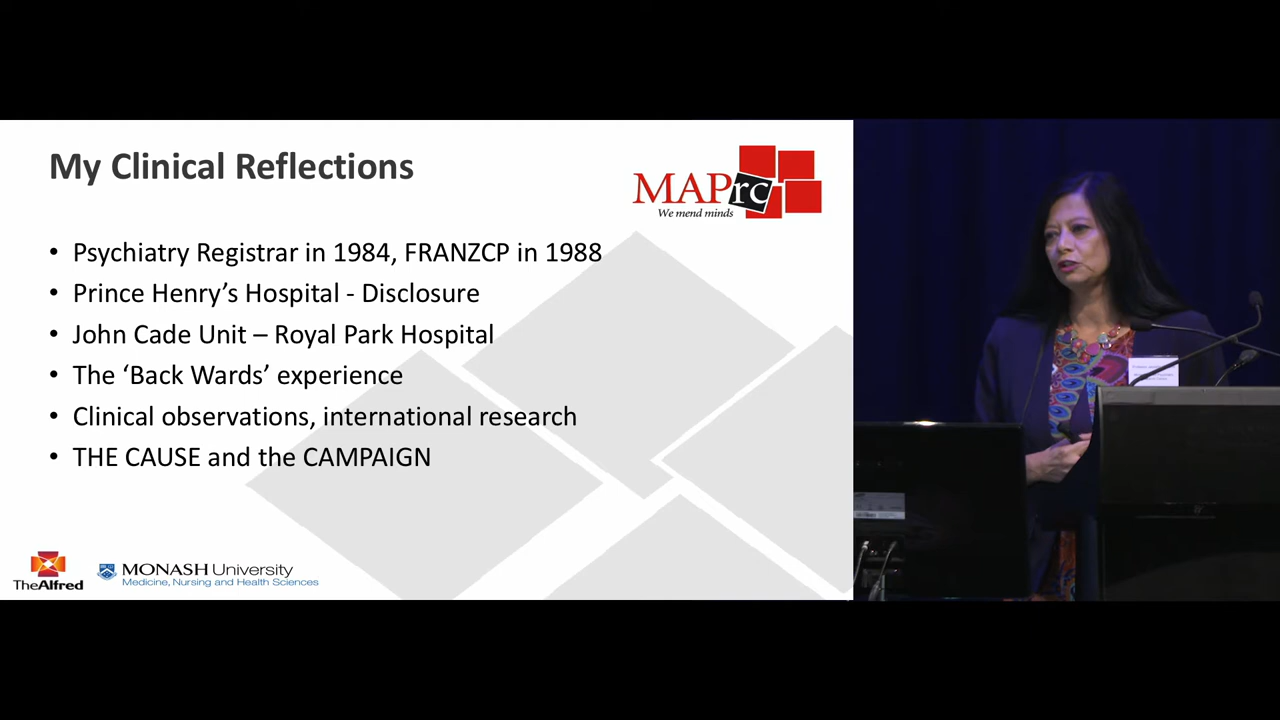 My Clinical Reflections
MAPrc
We mend minds
• Psychiatry Registrar in 1984, FRANZCP in 1988
• Prince Henry’s Hospital - Disclosure
• John Cade Unit – Royal Park Hospital
• The ‘Back Wards’ experience
• Clinical observations, international research
• THE CAUSE and the CAMPAIGN
TheAlfred
MONASH University
Medicine, Nursing and Health Sciences